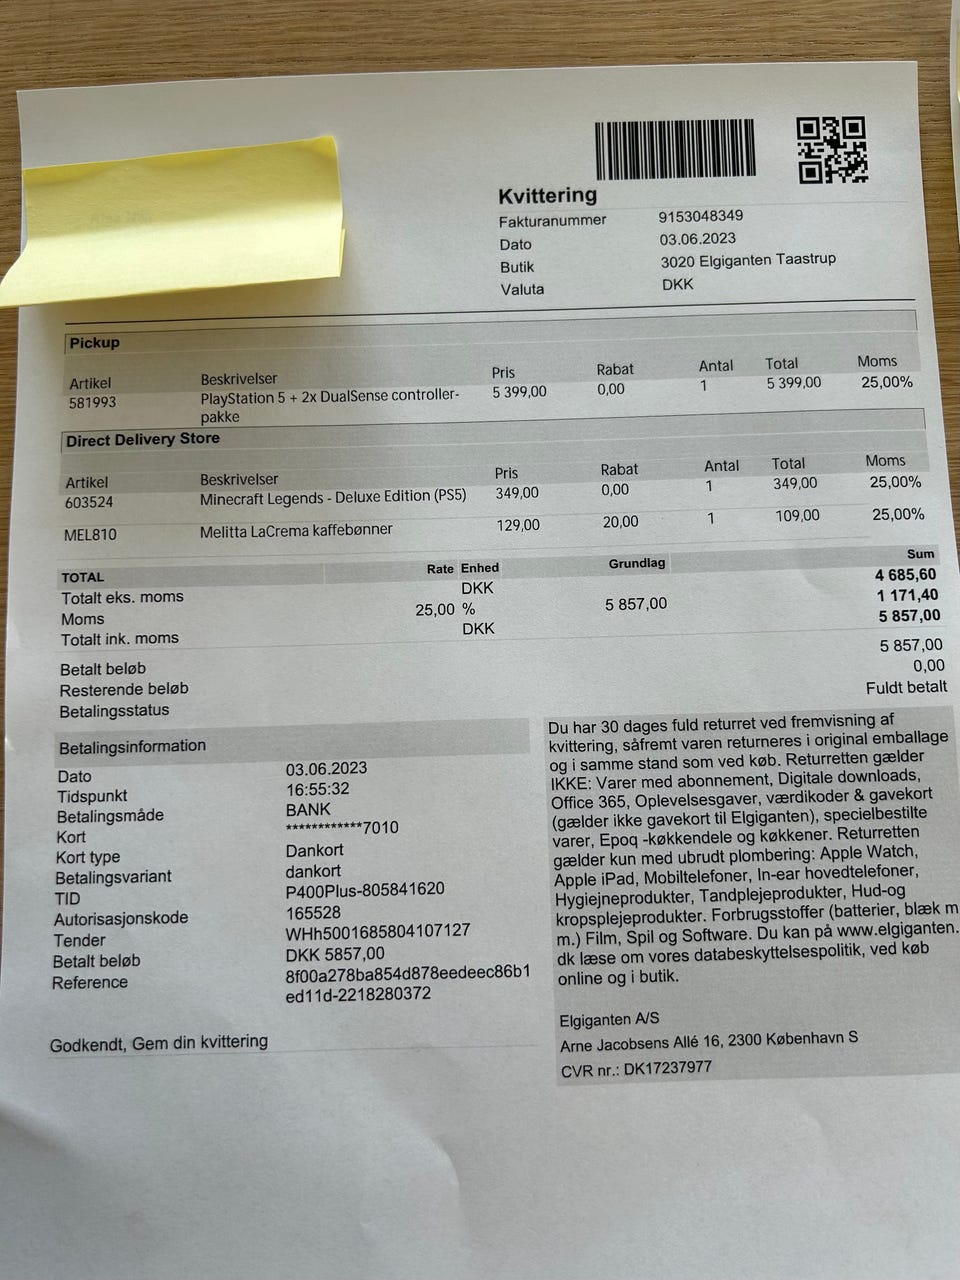 Kvittering
Fakturanummer 9153048349
Dato 03.06.2023
Butik 3020 Elgiganten Taastrup
Valuta DKK
Pickup
Artikel Beskrivelser Pris Rabat Antal Total Moms
581993 PlayStation 5 + 2x DualSense controller- 5 399,00 0,00 1 5 399,00 25,00%
pakke
Direct Delivery Store
Artikel Beskrivelser Pris Rabat Antal Total Moms
603524 Minecraft Legends - Deluxe Edition (PS5) 349,00 0,00 1 349,00 25,00%
MEL810 Melitta LaCrema kaffebønner 129,00 20,00 1 109,00 25,00%
TOTAL Rate Enhed Grundlag Sum
Totalt eks. moms DKK 4 685,60
Moms 25,00 % 5 857,00 1 171,40
Totalt ink. moms DKK 5 857,00
Betalt beløb 5 857,00
Resterende beløb 0,00
Betalingsstatus Fuldt betalt
Betalingsinformation
Dato 03.06.2023
Tidspunkt 16:55:32
Betalingsmåde BANK
Kort ************7010
Kort type Dankort
Betalingsvariant dankort
TID P400Plus-805841620
Autorisasjonskode 165528
Tender WHh5001685804107127
Betalt beløb DKK 5857,00
Reference 8f00a278ba854d878eedeec86b1
ed11d-2218280372
Godkendt, Gem din kvittering
Du har 30 dages fuld returret ved fremvisning af
kvittering, såfremt varen returneres i original emballage
og i samme stand som ved køb. Returretten gælder
IKKE: Varer med abonnement, Digitale downloads,
Office 365, Oplevelsesgaver, værdikoder & gavekort
(gælder ikke gavekort til Elgiganten), specielbestilte
varer, Epoq -køkkendele og køkkener. Returretten
gælder kun med ubrudt plombering: Apple Watch,
Apple iPad, Mobiltelefoner, In-ear hovedtelefoner,
Hygiejneprodukter, Tandplejeprodukter, Hud-og
kropsplejeprodukter. Forbrugsstoffer (batterier, blæk m
m.) Film, Spil og Software. Du kan på www.elgiganten.
dk læse om vores databeskyttelsespolitik, ved køb
online og i butik.
Elgiganten A/S
Arne Jacobsens Allé 16, 2300 København S
CVR nr.: DK17237977